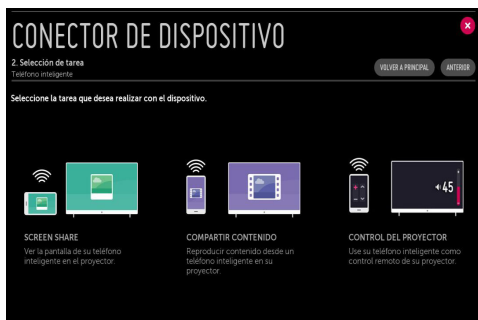 CONECTOR DE DISPOSITIVO
2. Selección de tarea
Teléfono inteligente
VOLVER A PRINCIPAL
ANTERIOR
Seleccione la tarea que desea realizar con el dispositivo.
45
SCREEN SHARE
Ver la pantalla de su teléfono
inteligente en el proyector.
COMPARTIR CONTENIDO
Reproducir contenido desde un
teléfono inteligente en su
proyector.
CONTROL DEL PROYECTOR
Use su teléfono inteligente como
control remoto de su proyector.